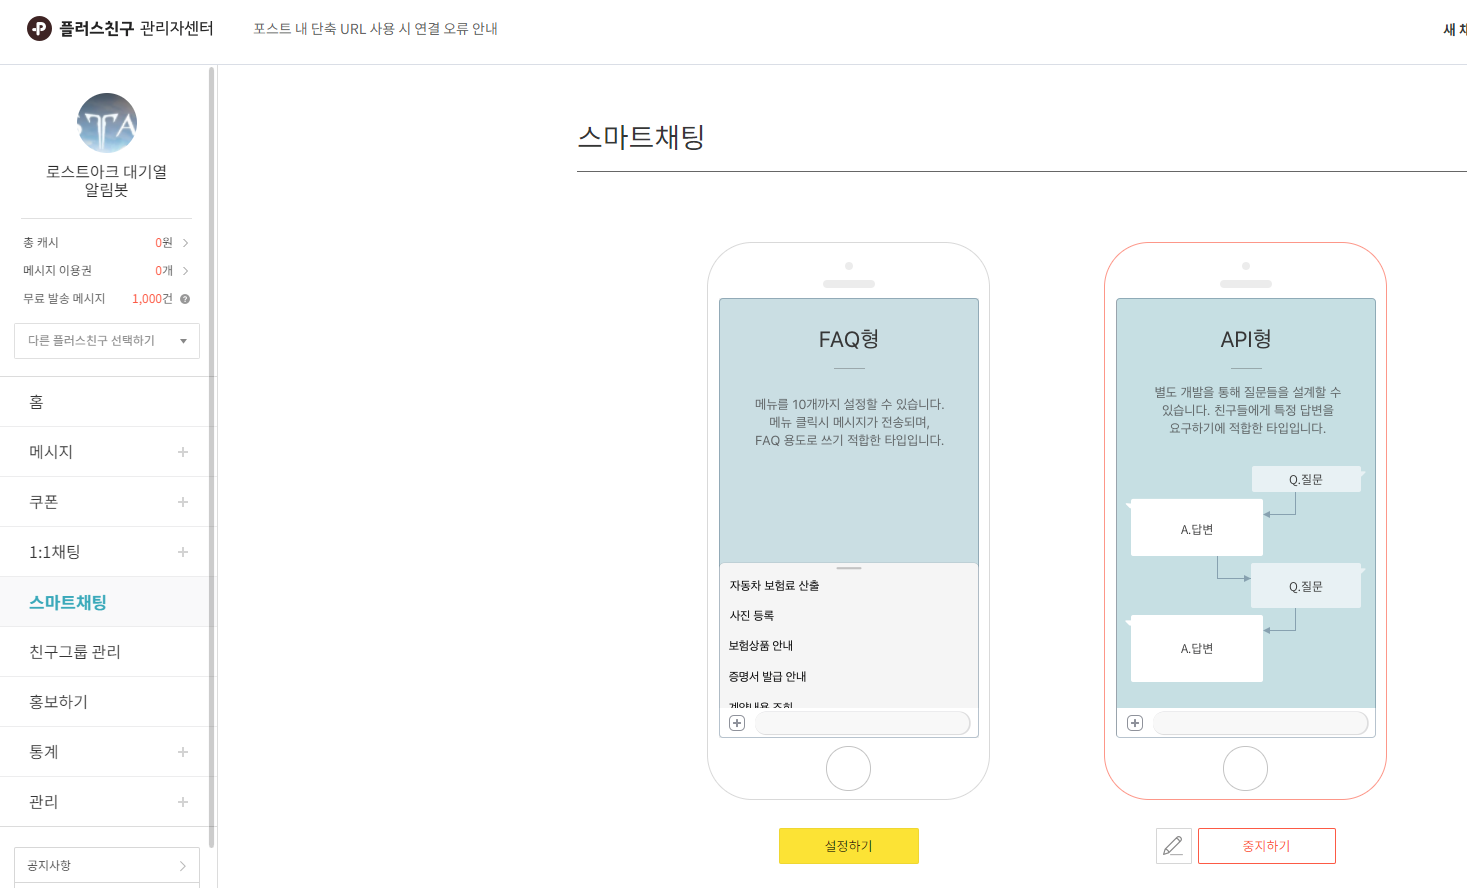 플러스친구 관리자센터
포스트 내 단축 URL 사용 시 연결 오류 안내
새 채
STA
로스트아크 대기열
알림봇
총 캐시 0원
메시지 이용권 0개
무료 발송 메시지 1,000건
다른 플러스친구 선택하기
홈
메시지
쿠폰
1:1채팅
스마트채팅
친구그룹 관리
홍보하기
통계
관리
공지사항
스마트채팅
FAQ형
메뉴를 10개까지 설정할 수 있습니다.
메뉴 클릭시 메시지가 전송되며,
FAQ 용도로 쓰기 적합한 타입입니다.
자동차 보험료 산출
사진 등록
보험상품 안내
증명서 발급 안내
계약내용 조회
설정하기
API형
별도 개발을 통해 질문들을 설계할 수
있습니다. 친구들에게 특정 답변을
요구하기에 적합한 타입입니다.
Q.질문
A.답변
Q.질문
A.답변
중지하기